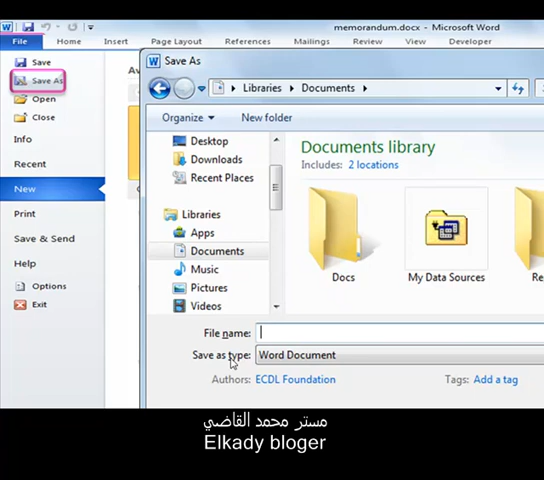 memorandum.docx - Microsoft Word
File Home Insert Page Layout References Mailings Review View Developer
Save
Save As
Open
Close
Info
Recent
New
Print
Save & Send
Help
Options
Exit
Save As
Libraries Documents
Organize New folder
Desktop
Downloads
Recent Places
Libraries
Apps
Documents
Music
Pictures
Videos
Documents library
Includes: 2 locations
Docs
My Data Sources
File name:
Save as type: Word Document
Authors: ECDL Foundation Tags: Add a tag
مستر محمد القاضي
Elkady bloger